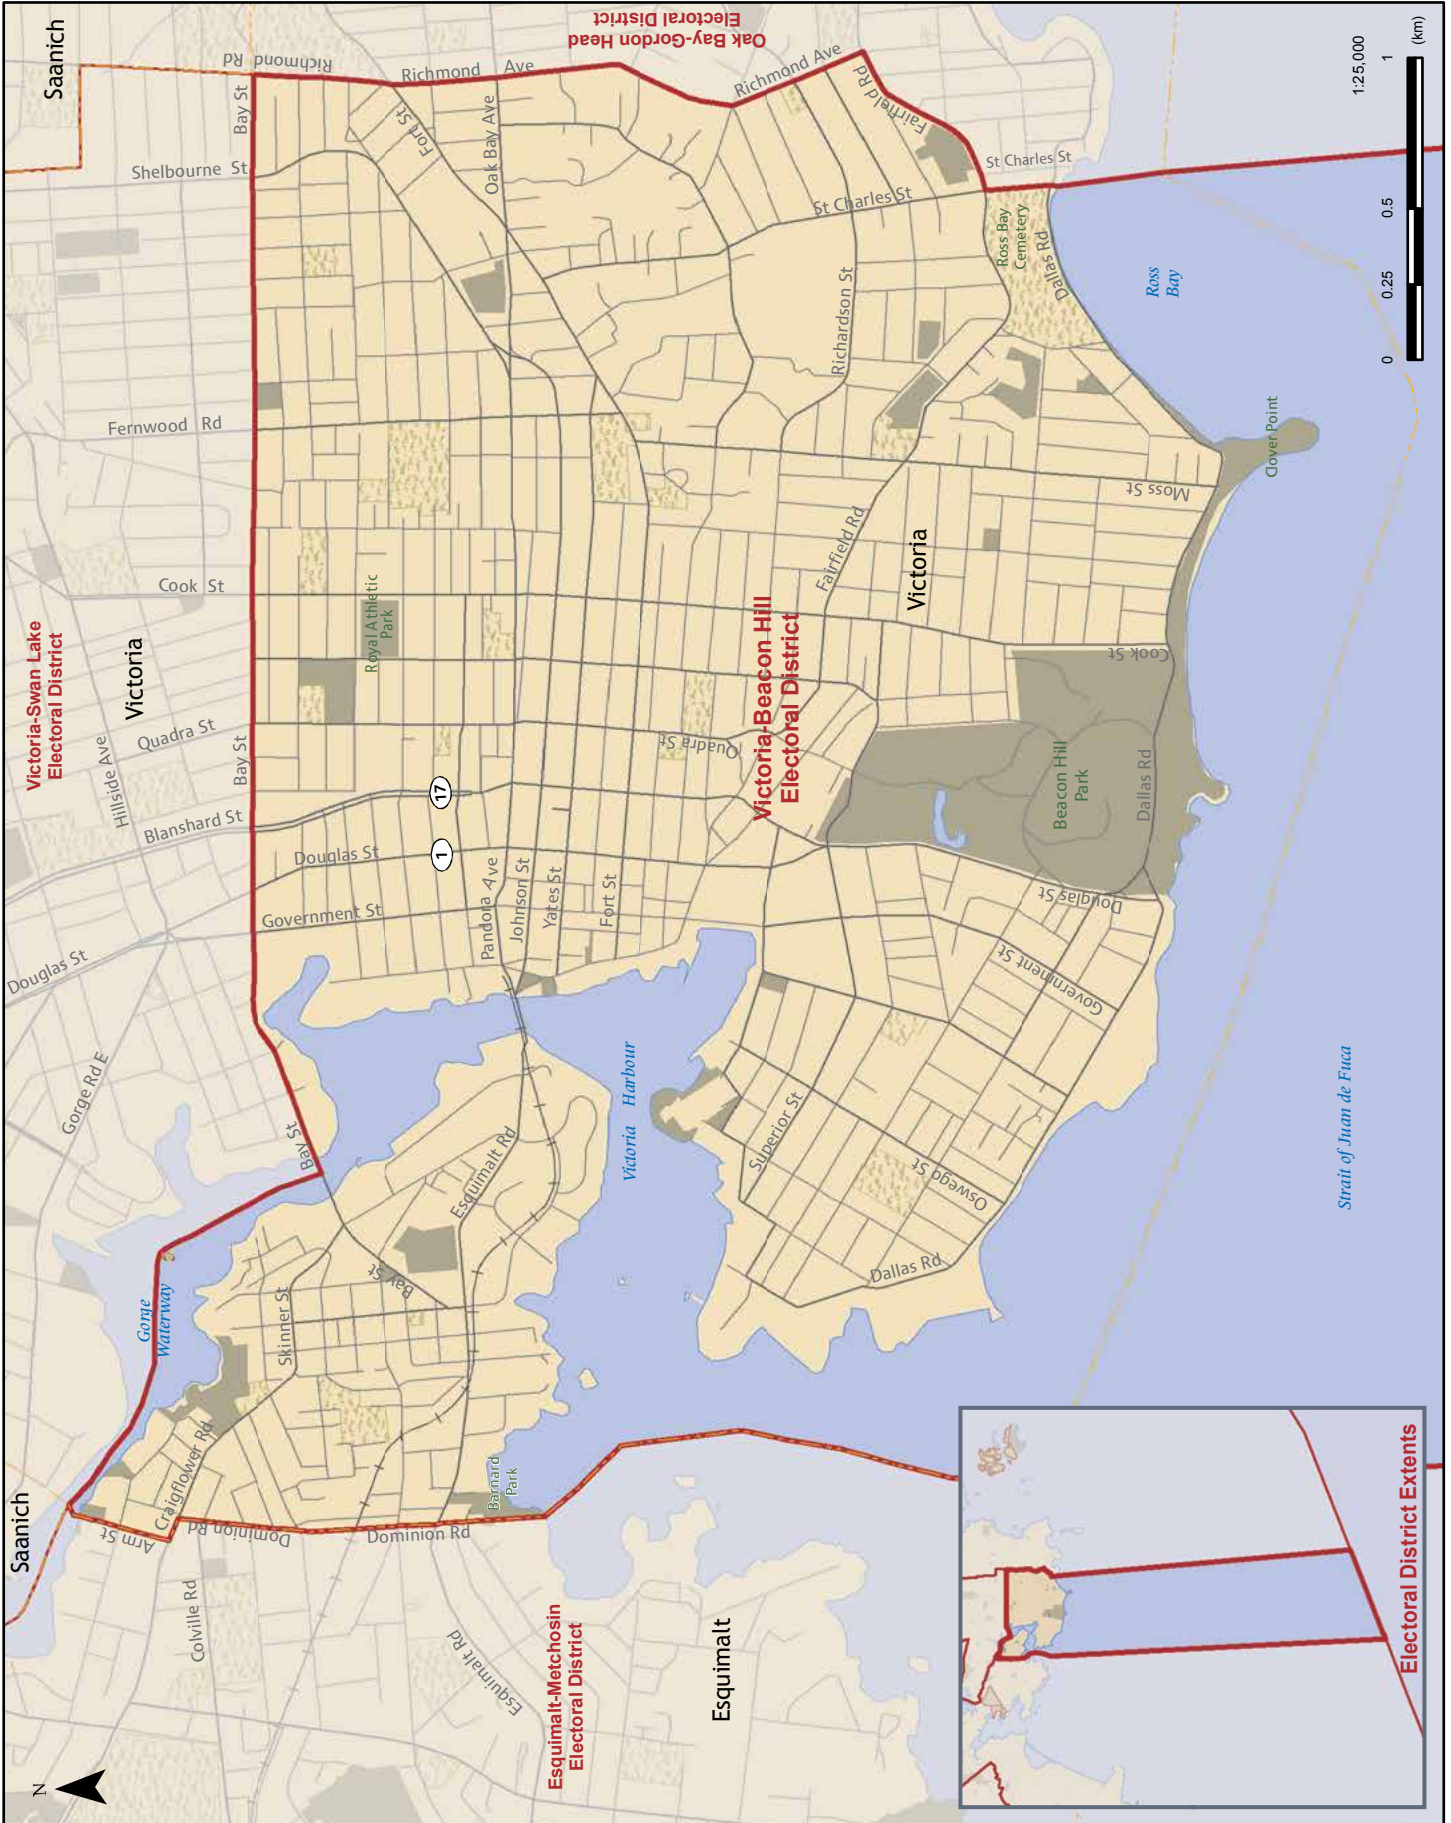 N
Saanich
Saanich
Victoria-Swan Lake
Electoral District
Victoria
Gorge
Waterway
Gorge Rd E
Douglas St
Hillside Ave
Blanshard St
Quadra St
Cook St
Fernwood Rd
Shelbourne St
Bay St
Richmond Rd
Bay St
Bay St
Arm St
Craigflower Rd
Dominion Rd
Dominion Rd
Colville Rd
Skinner St
Bay St
Esquimalt Rd
Esquimalt Rd
Government St
Douglas St
1
17
Royal Athletic
Park
Fort St
Richmond Ave
Oak Bay Ave
Pandora Ave
Johnson St
Yates St
Fort St
Barnard
Park
Esquimalt-Metchosin
Electoral District
Esquimalt
Victoria Harbour
Quadra St
Oak Bay-Gordon Head
Electoral District
Richmond Ave
Victoria-Beacon Hill
Electoral District
Superior St
Fairfield Rd
Richardson St
St Charles St
Fairfield Rd
Victoria
Oswego St
Dallas Rd
Government St
Douglas St
Beacon Hill
Park
Dallas Rd
Cook St
Moss St
Ross Bay
Cemetery
Dallas Rd
St Charles St
Ross
Bay
Clover Point
Strait of Juan de Fuca
1:25,000
0 0.25 0.5 1
(km)
Electoral District Extents